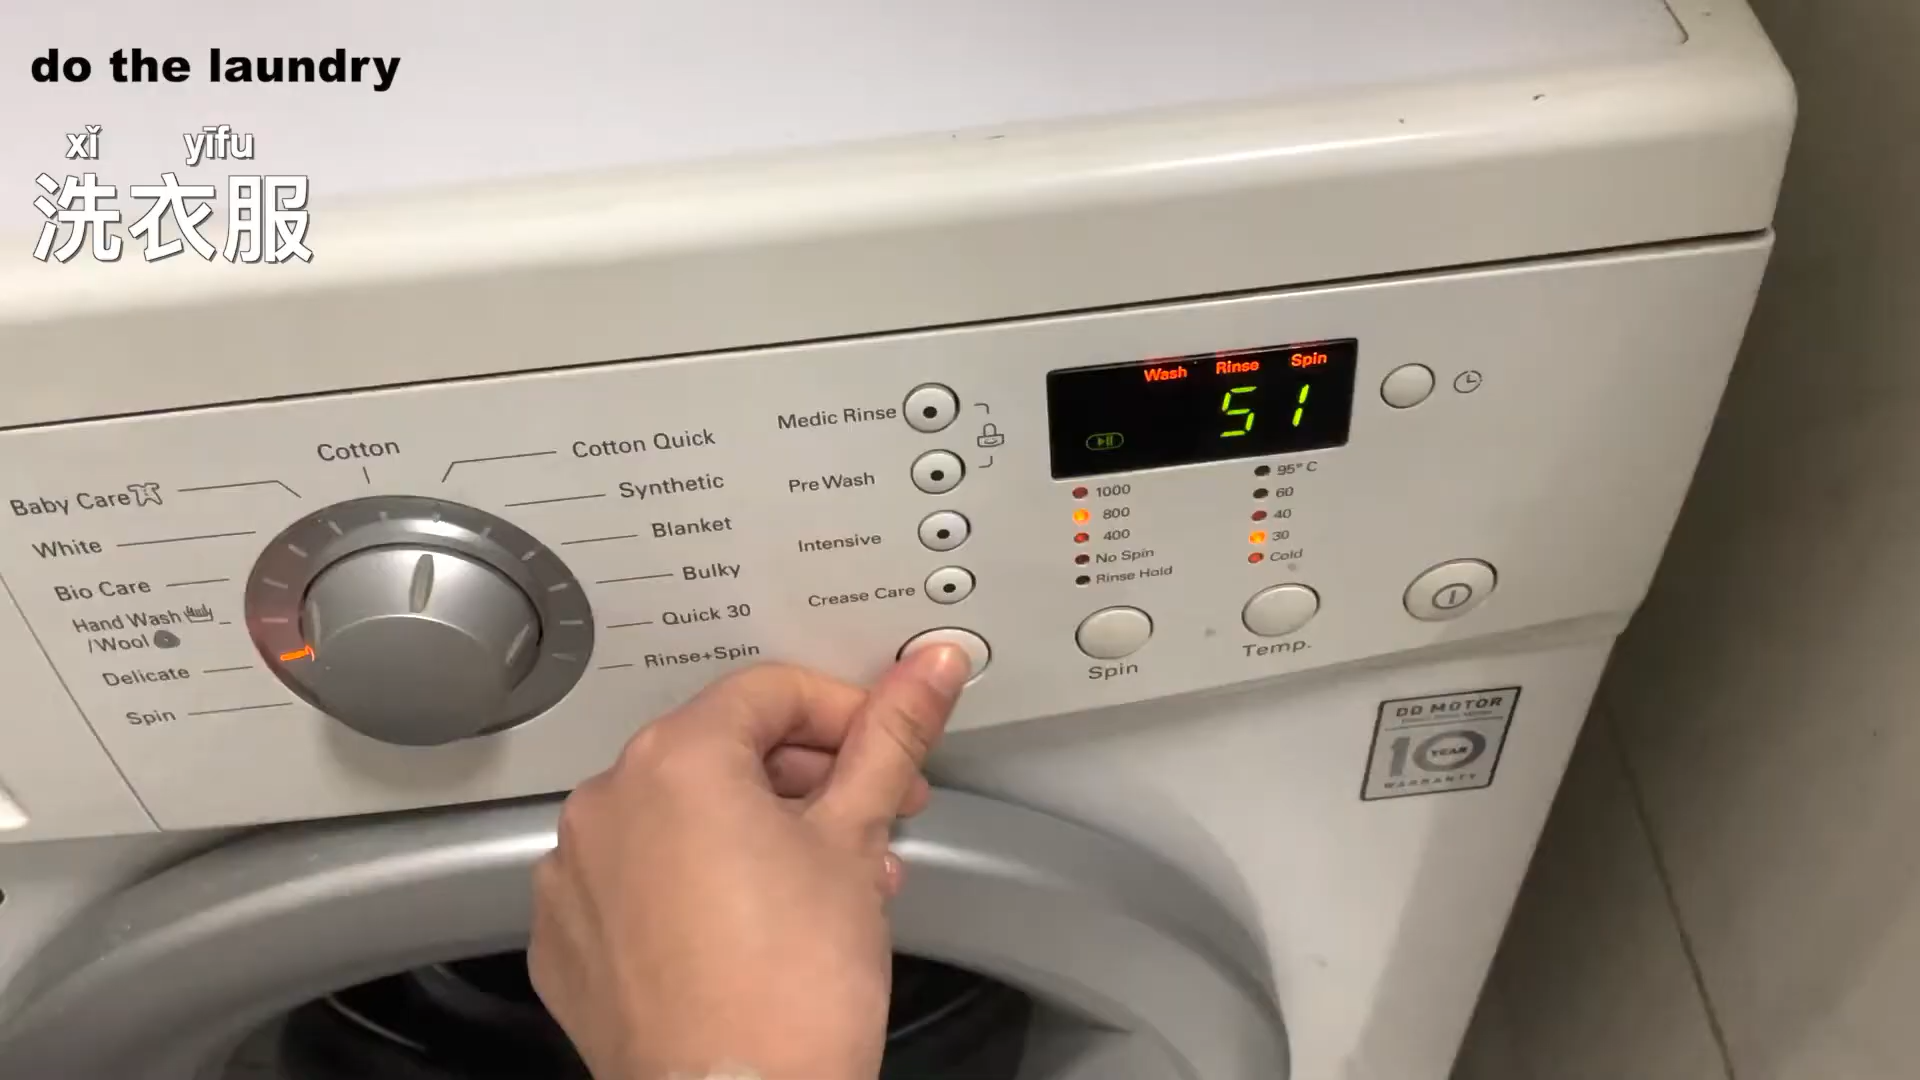 do the laundry
xǐ yīfu
洗衣服
Cotton
Baby Care
White
Bio Care
Hand Wash
/Wool
Delicate
Spin
Cotton Quick
Synthetic
Blanket
Bulky
Quick 30
Rinse+Spin
Medic Rinse
Pre Wash
Intensive
Crease Care
Wash Rinse Spin
51
1000
800
400
No Spin
Rinse Hold
Spin
95°C
60
40
30
Cold
Temp.
DD MOTOR
10 YEAR
WARRANTY